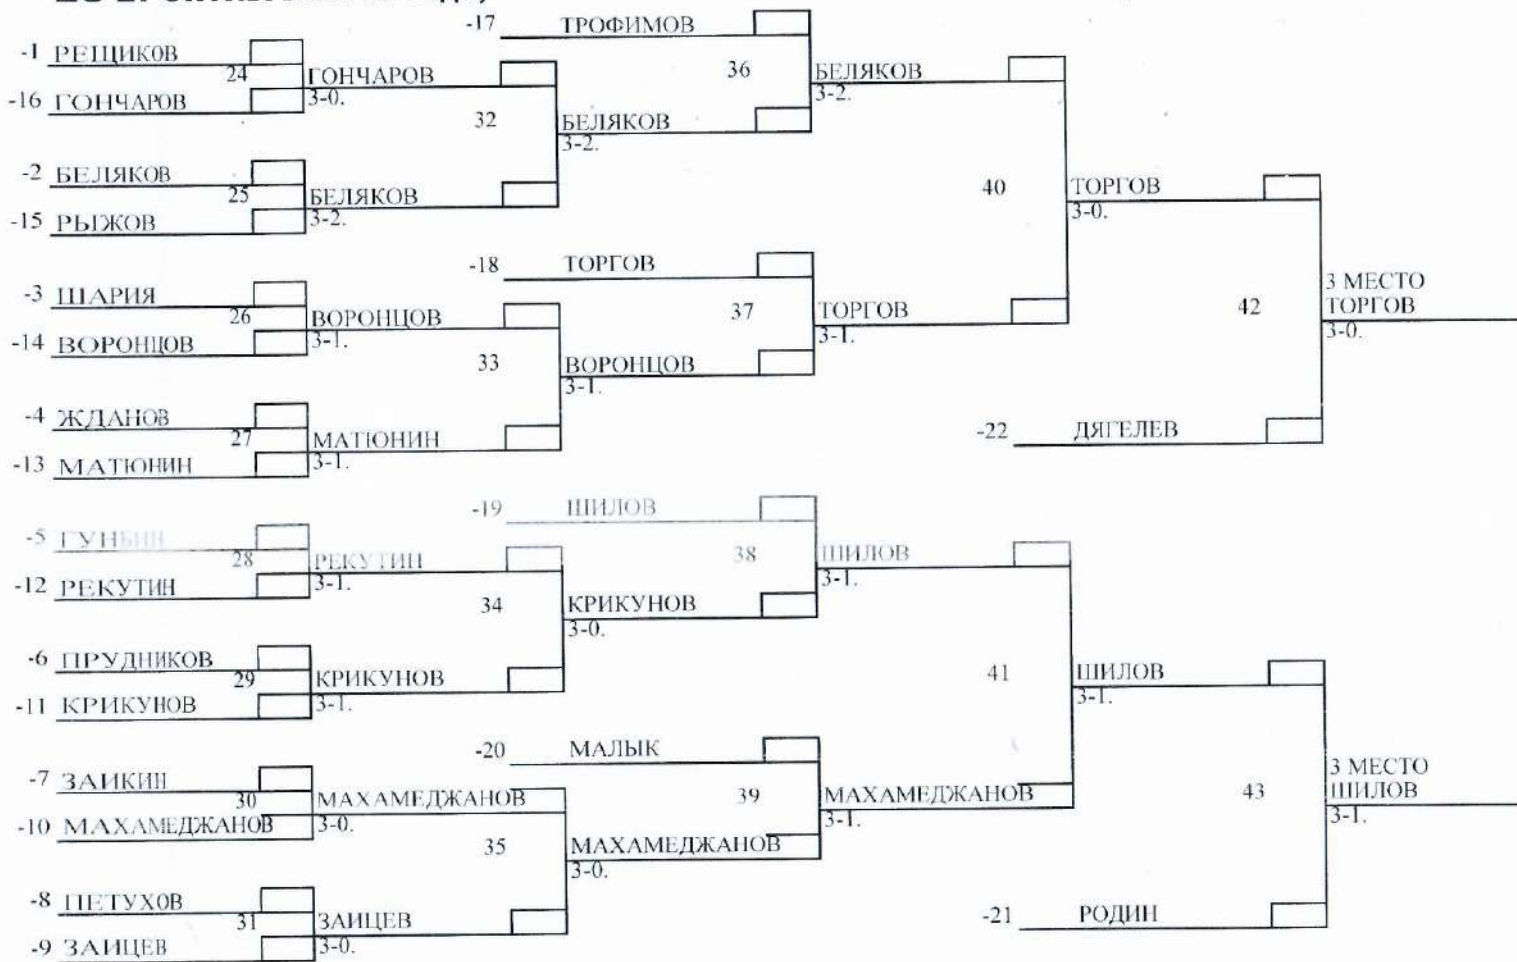 -17 ТРОФИМОВ
-1 РЕЩИКОВ
24 ГОНЧАРОВ
3-0.
-16 ГОНЧАРОВ
36 БЕЛЯКОВ
3-2.
32 БЕЛЯКОВ
3-2.
-2 БЕЛЯКОВ
25 БЕЛЯКОВ
3-2.
-15 РЫЖОВ
40 ТОРГОВ
3-0.
-18 ТОРГОВ
-3 ШАРИЯ
26 ВОРОНЦОВ
3-1.
-14 ВОРОНЦОВ
37 ТОРГОВ
3-1.
42 3 МЕСТО
ТОРГОВ
3-0.
33 ВОРОНЦОВ
3-1.
-4 ЖДАНОВ
27 МАТЮНИН
3-1.
-13 МАТЮНИН
-22 ДЯГЕЛЕВ
-19 ШИЛОВ
-5 ГУНБИН
28 РЕКУТИН
3-1.
-12 РЕКУТИН
38 ШИЛОВ
3-1.
34 КРИКУНОВ
3-0.
-6 ПРУДНИКОВ
29 КРИКУНОВ
3-1.
-11 КРИКУНОВ
41 ШИЛОВ
3-1.
-20 МАЛЫК
-7 ЗАИКИН
30 МАХАМЕДЖАНОВ
3-0.
-10 МАХАМЕДЖАНОВ
39 МАХАМЕДЖАНОВ
3-1.
43 3 МЕСТО
ШИЛОВ
3-1.
35 МАХАМЕДЖАНОВ
3-0.
-8 ПЕТУХОВ
31 ЗАИЦЕВ
3-0.
-9 ЗАИЦЕВ
-21 РОДИН